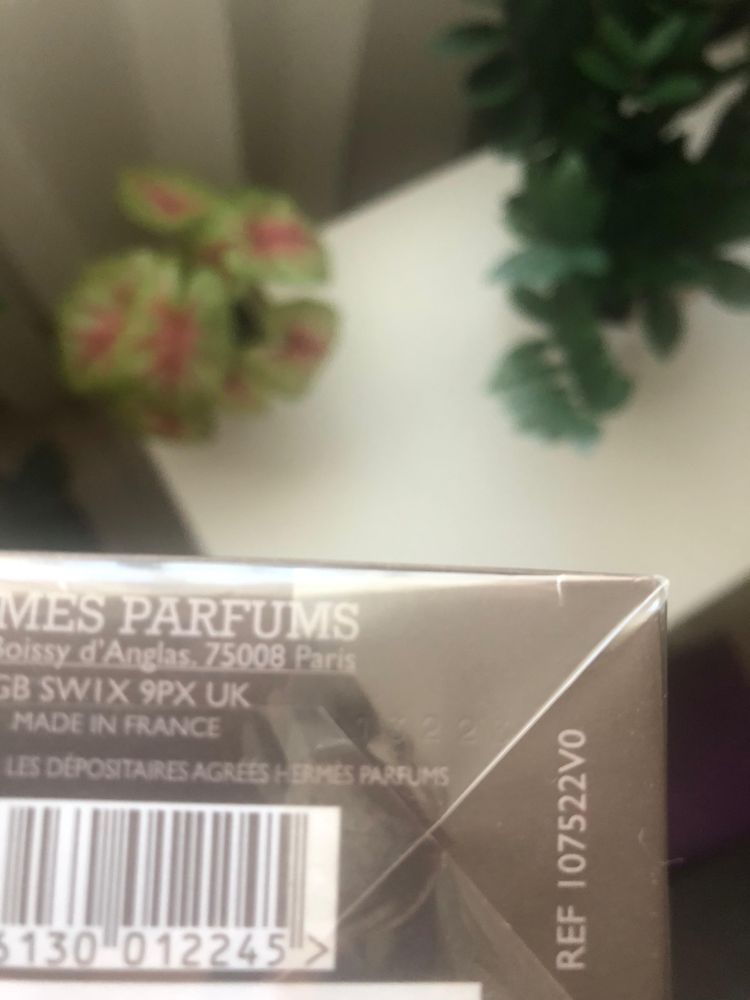 MES PARFUMS
Boissy d'Anglas. 75008 Paris
GB SW1X 9PX UK
MADE IN FRANCE
LES DÉPOSITAIRES AGRÉÉS HERMÈS PARFUMS
6130 012245 >
REF 107522V0